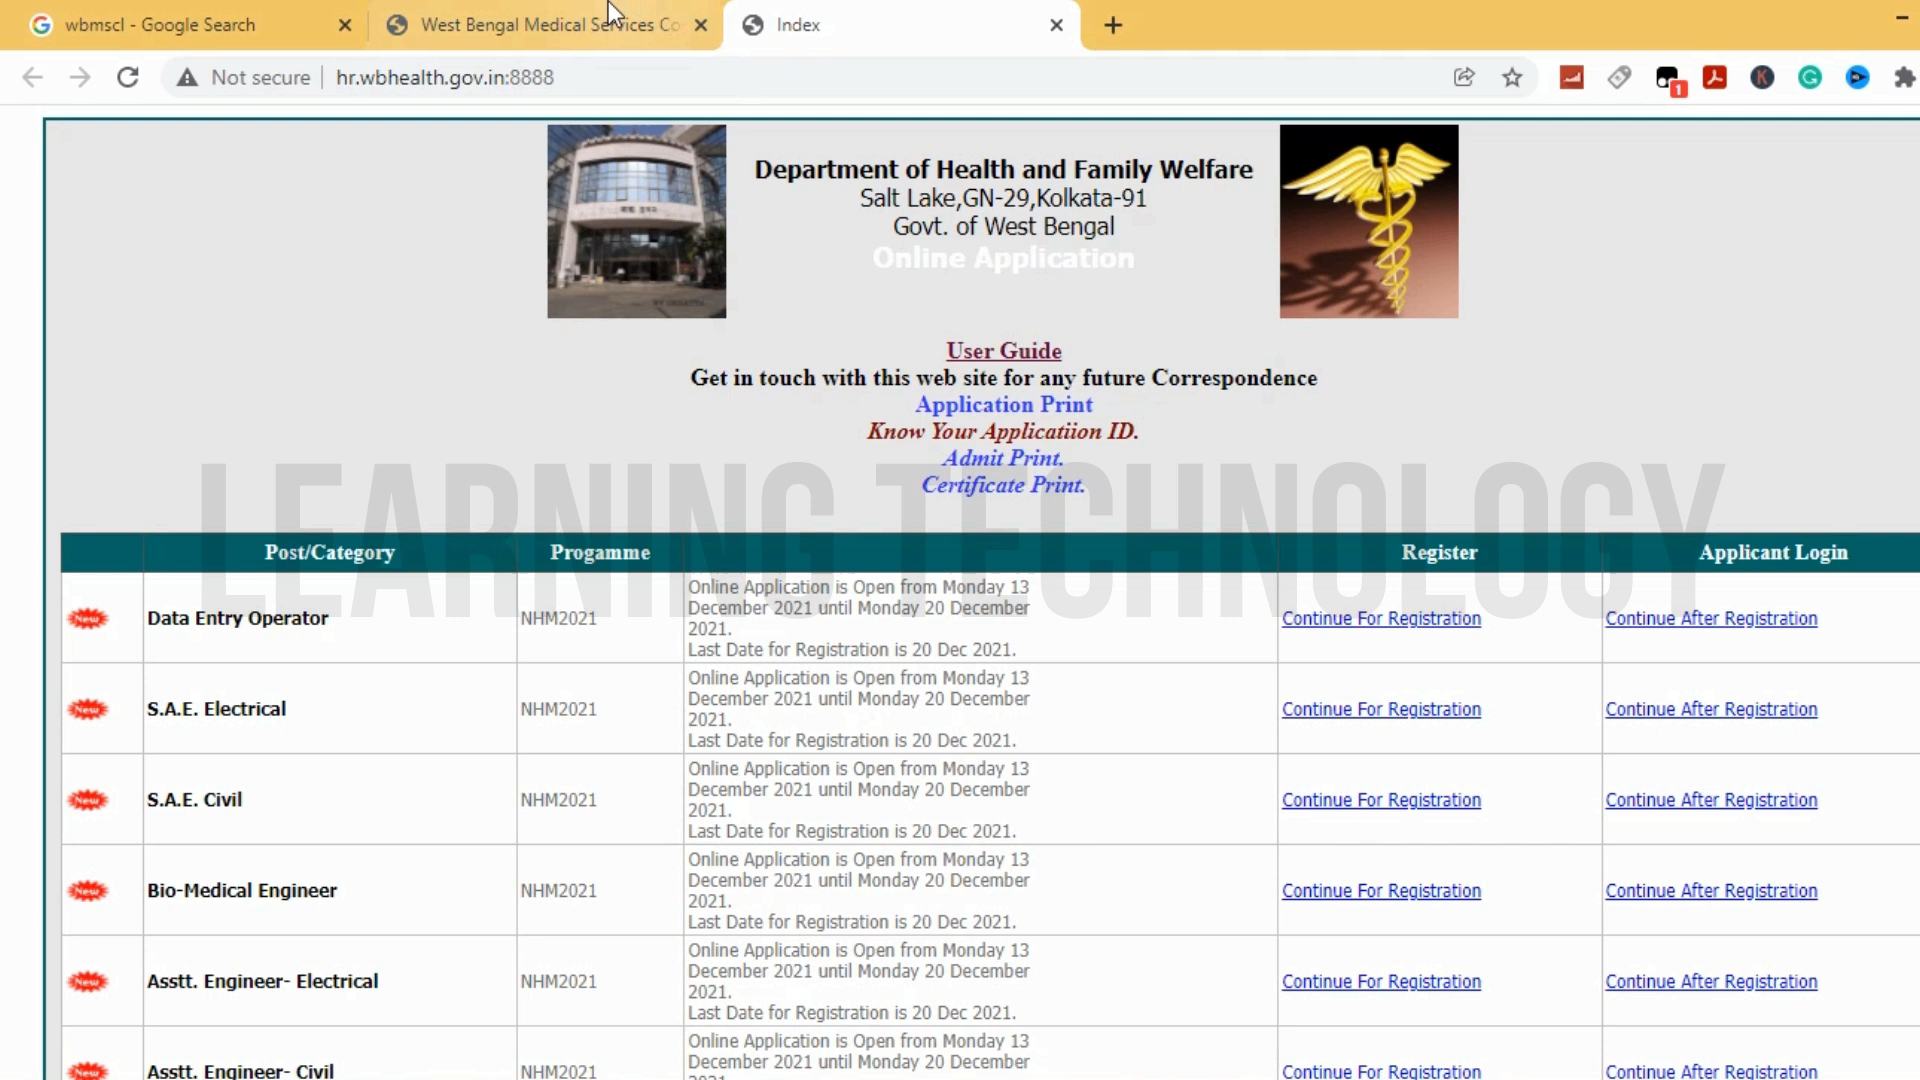 wbmscl - Google Search
West Bengal Medical Services Co
Index
Not secure
hr.wbhealth.gov.in:8888
1
Department of Health and Family Welfare
Salt Lake,GN-29,Kolkata-91
Govt. of West Bengal
Online Application
User Guide
Get in touch with this web site for any future Correspondence
Application Print
Know Your Applicatiion ID.
Admit Print.
Certificate Print.
LEARNING TECHNOLOGY
Post/Category Progamme Register Applicant Login
New Data Entry Operator NHM2021 Online Application is Open from Monday 13
December 2021 until Monday 20 December
2021.
Last Date for Registration is 20 Dec 2021.
Continue For Registration Continue After Registration
New S.A.E. Electrical NHM2021 Online Application is Open from Monday 13
December 2021 until Monday 20 December
2021.
Last Date for Registration is 20 Dec 2021.
Continue For Registration Continue After Registration
New S.A.E. Civil NHM2021 Online Application is Open from Monday 13
December 2021 until Monday 20 December
2021.
Last Date for Registration is 20 Dec 2021.
Continue For Registration Continue After Registration
New Bio-Medical Engineer NHM2021 Online Application is Open from Monday 13
December 2021 until Monday 20 December
2021.
Last Date for Registration is 20 Dec 2021.
Continue For Registration Continue After Registration
New Asstt. Engineer- Electrical NHM2021 Online Application is Open from Monday 13
December 2021 until Monday 20 December
2021.
Last Date for Registration is 20 Dec 2021.
Continue For Registration Continue After Registration
New Asstt. Engineer- Civil NHM2021 Online Application is Open from Monday 13
December 2021 until Monday 20 December
2021.
Continue For Registration Continue After Registration